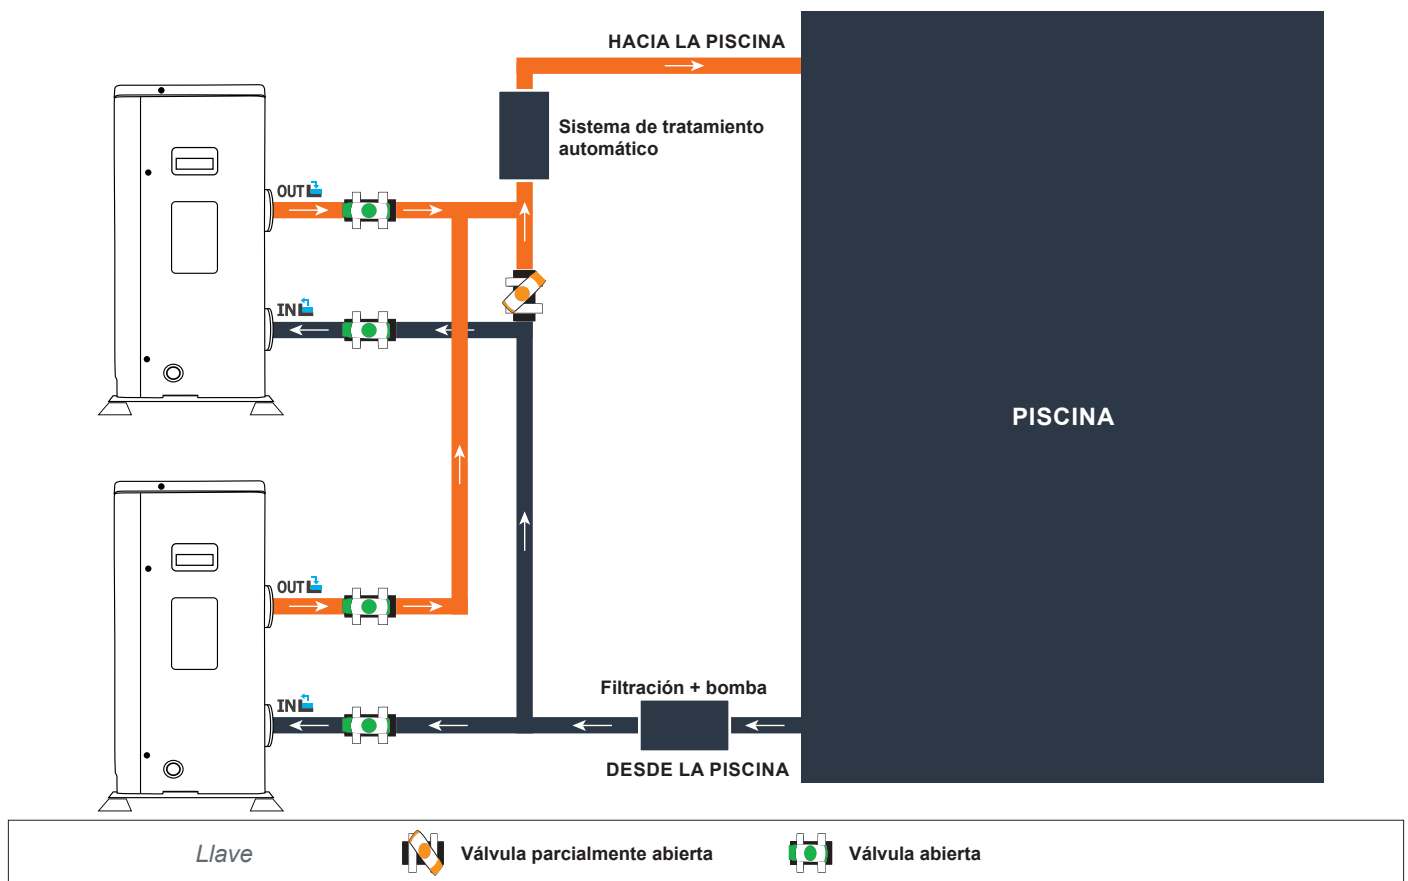 HACIA LA PISCINA
Sistema de tratamiento
automático
OUT
IN
PISCINA
OUT
IN
Filtración + bomba
DESDE LA PISCINA
Llave
Válvula parcialmente abierta
Válvula abierta